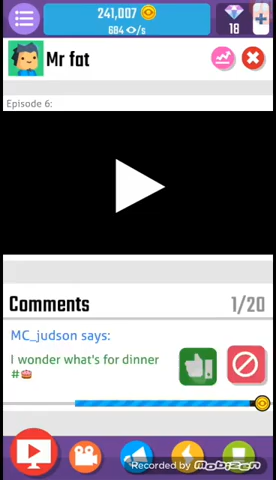 241,007
684 /s
18
+
Mr fat
Episode 6:
Comments 1/20
MC_judson says:
I wonder what's for dinner
#
Recorded by MOBIZEN